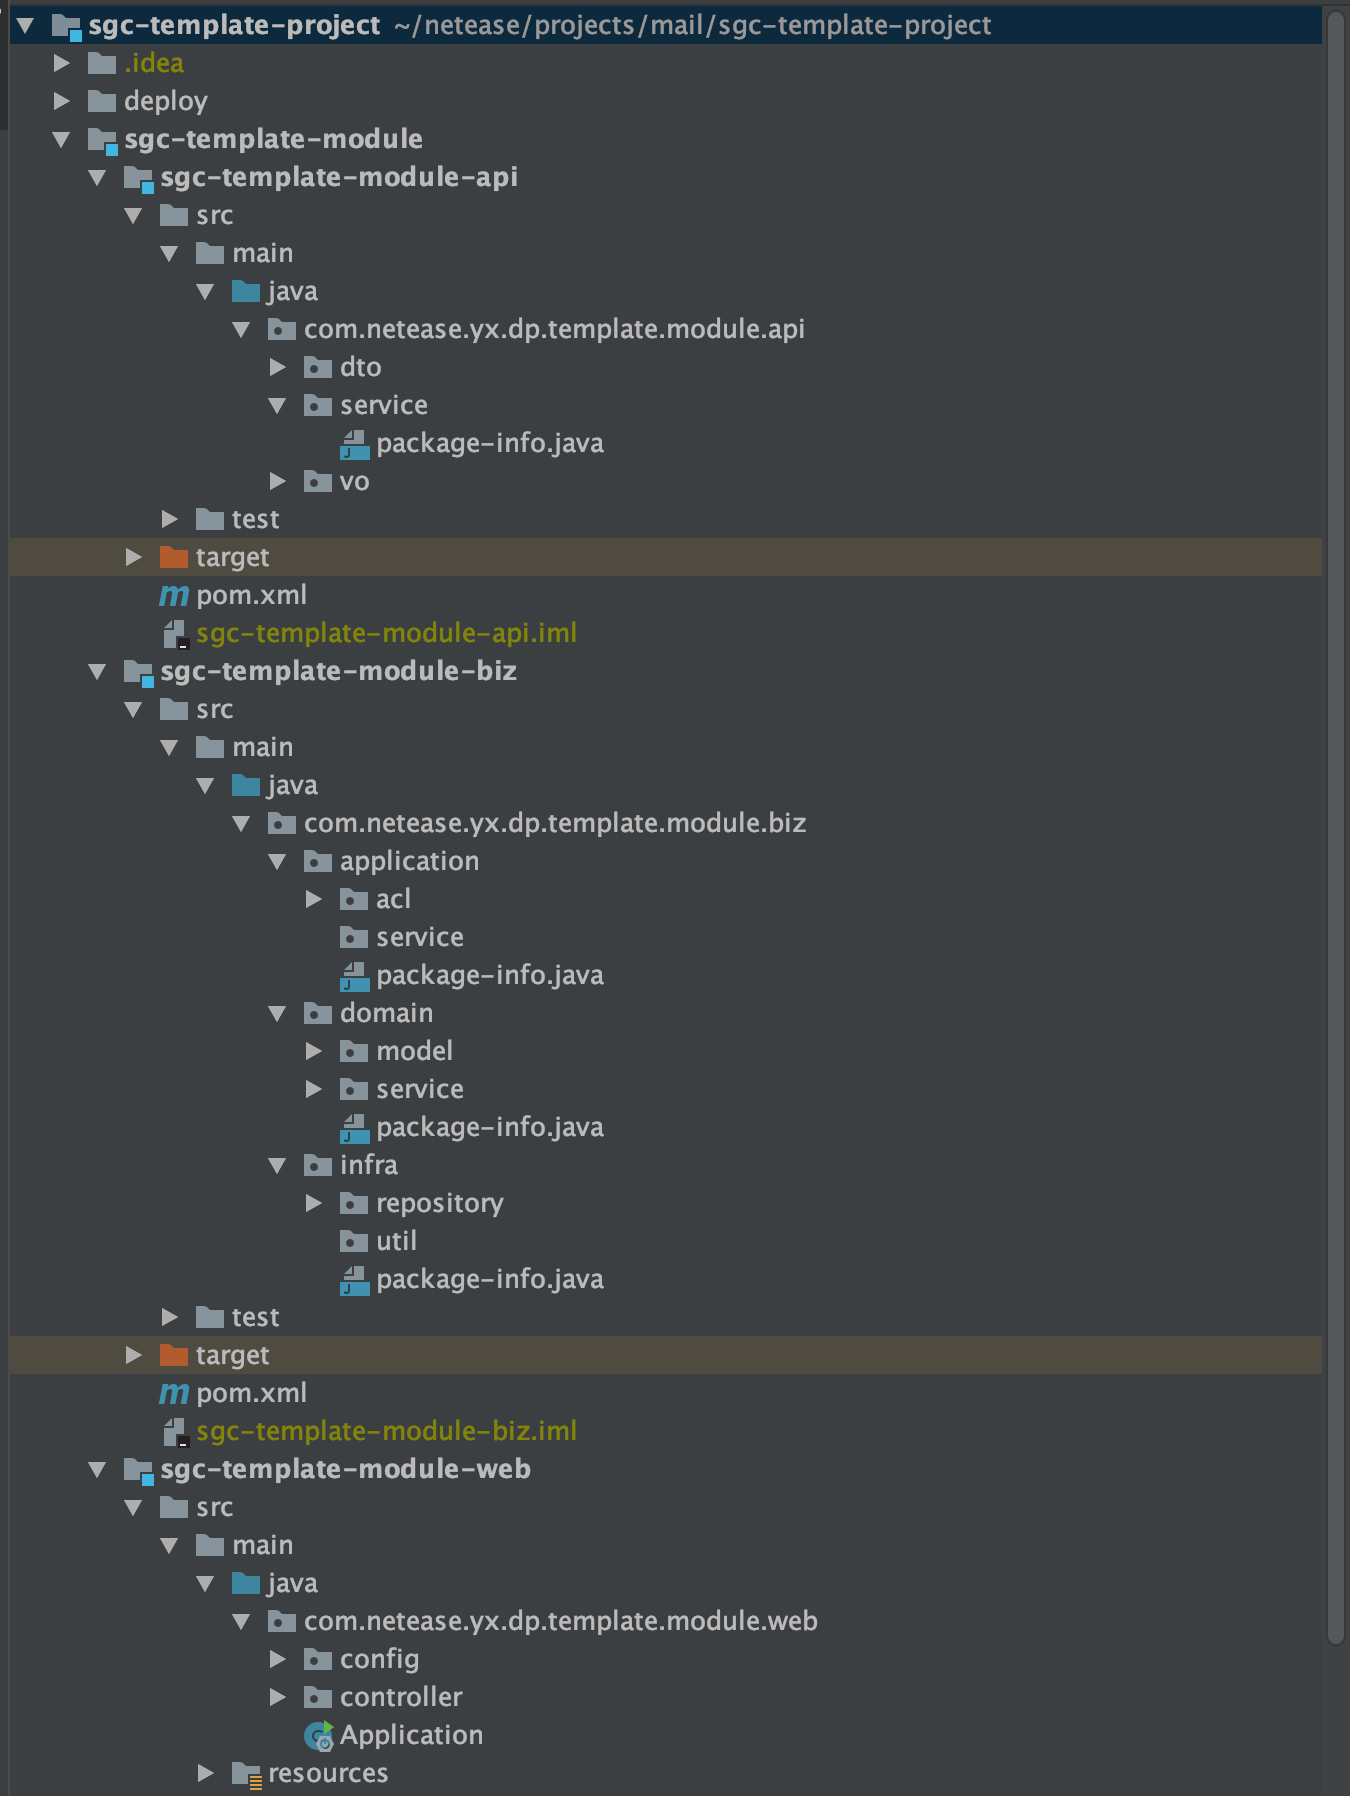 sgc-template-project ~/netease/projects/mail/sgc-template-project
.idea
deploy
sgc-template-module
sgc-template-module-api
src
main
java
com.netease.yx.dp.template.module.api
dto
service
package-info.java
vo
test
target
pom.xml
sgc-template-module-api.iml
sgc-template-module-biz
src
main
java
com.netease.yx.dp.template.module.biz
application
acl
service
package-info.java
domain
model
service
package-info.java
infra
repository
util
package-info.java
test
target
pom.xml
sgc-template-module-biz.iml
sgc-template-module-web
src
main
java
com.netease.yx.dp.template.module.web
config
controller
Application
resources